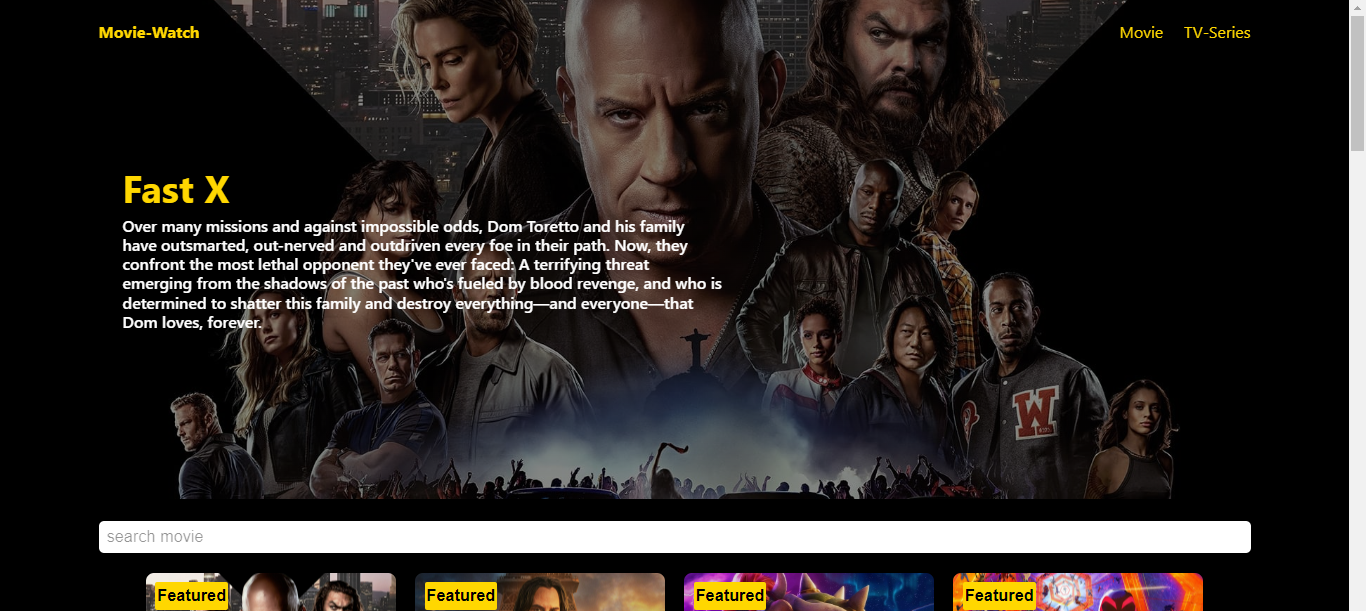 Movie-Watch
Movie
TV-Series
Fast X
Over many missions and against impossible odds, Dom Toretto and his family
have outsmarted, out-nerved and outdriven every foe in their path. Now, they
confront the most lethal opponent they've ever faced: A terrifying threat
emerging from the shadows of the past who's fueled by blood revenge, and who is
determined to shatter this family and destroy everything—and everyone—that
Dom loves, forever.
W
search movie
Featured
Featured
Featured
Featured